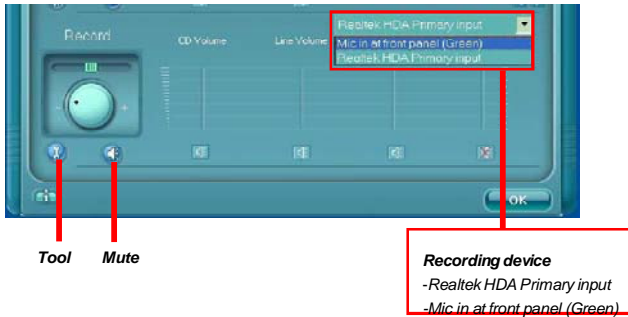 Realtek HDA Primary input
Record
CD Volume
Line Volume
Mic in at front panel (Green)
Realtek HDA Primary input
OK
Tool
Mute
Recording device
-Realtek HDA Primary input
-Mic in at front panel (Green)